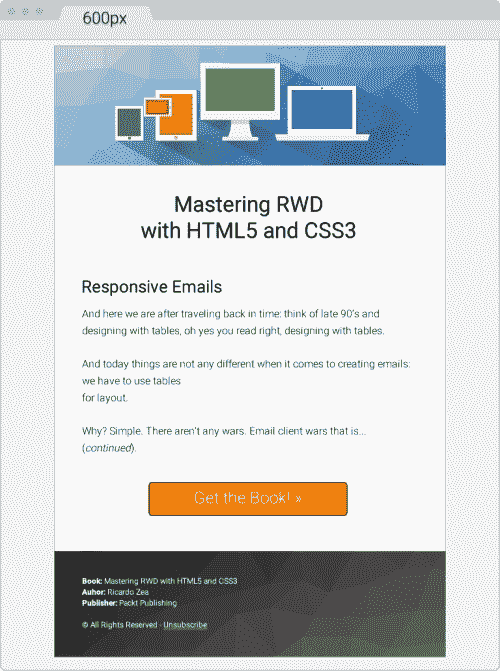 600px
Mastering RWD
with HTML5 and CSS3
Responsive Emails
And here we are after traveling back in time: think of late 90's and
designing with tables, oh yes you read right, designing with tables.
And today things are not any different when it comes to creating emails:
we have to use tables
for layout.
Why? Simple. There aren't any wars. Email client wars that is...
(continued).
Get the Book! »
Book: Mastering RWD with HTML5 and CSS3
Auhor: Ricardo Zea
Publisher: Packt Publishing
© All Rights Reserved - Unsubscribe